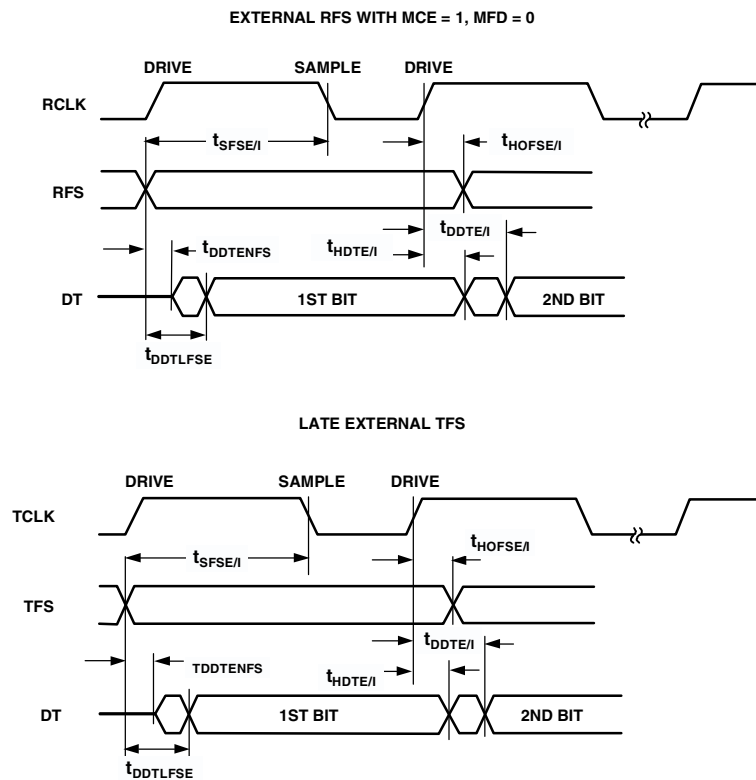 EXTERNAL RFS WITH MCE = 1, MFD = 0
DRIVE SAMPLE DRIVE
RCLK
tSFSE/I tHOFSE/I
RFS
tDDTE/I
tDDTENFS tHDTE/I
DT 1ST BIT 2ND BIT
tDDTLFSE
LATE EXTERNAL TFS
DRIVE SAMPLE DRIVE
TCLK
tSFSE/I tHOFSE/I
TFS
tDDTE/I
TDDTENFS tHDTE/I
DT 1ST BIT 2ND BIT
tDDTLFSE